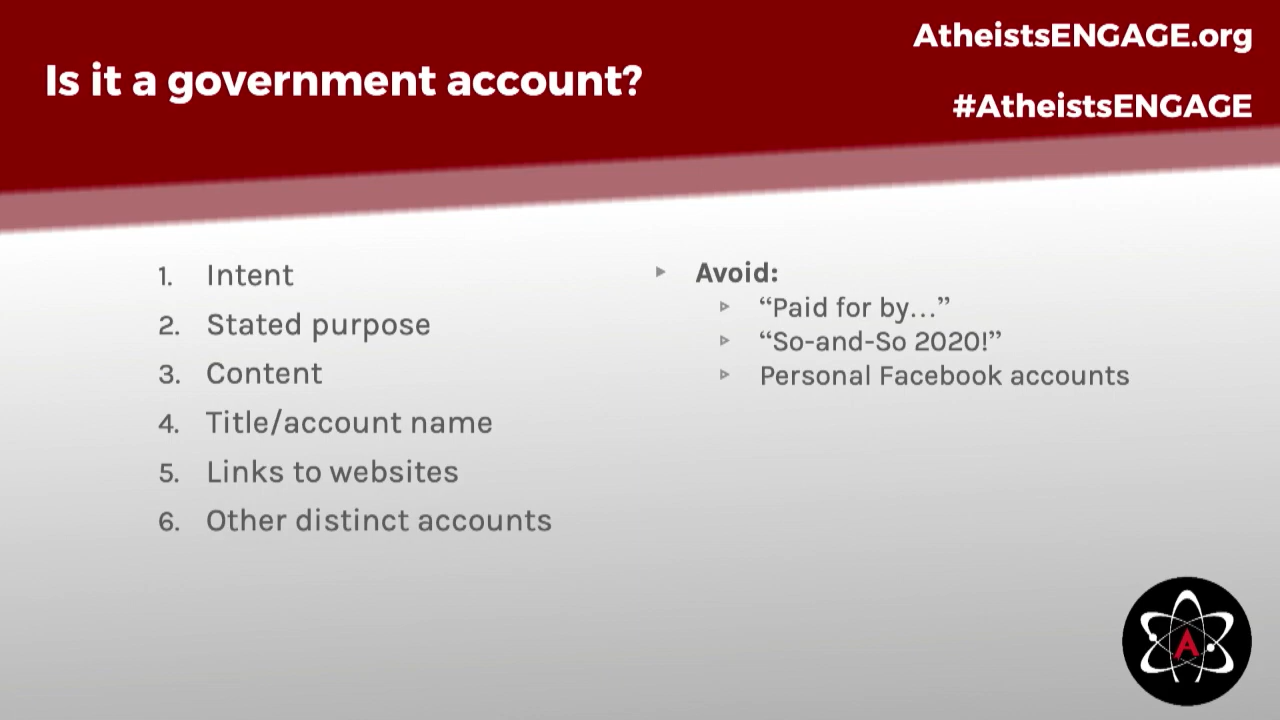 AtheistsENGAGE.org
Is it a government account?
#AtheistsENGAGE
1. Intent
2. Stated purpose
3. Content
4. Title/account name
5. Links to websites
6. Other distinct accounts
Avoid:
“Paid for by...”
“So-and-So 2020!”
Personal Facebook accounts
A